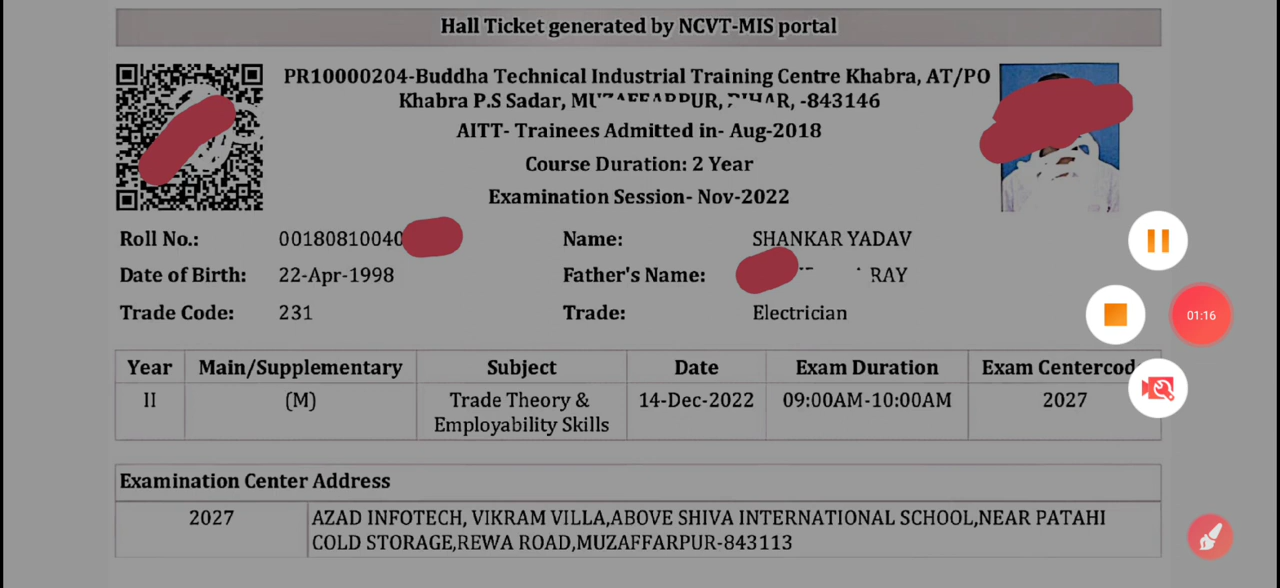 Hall Ticket generated by NCVT-MIS portal
PR10000204-Buddha Technical Industrial Training Centre Khabra, AT/PO
Khabra P.S Sadar, MUZAFFARPUR, BIHAR, -843146
AITT- Trainees Admitted in- Aug-2018
Course Duration: 2 Year
Examination Session- Nov-2022
Roll No.: 00180810040 Name: SHANKAR YADAV
Date of Birth: 22-Apr-1998 Father's Name: RAY
Trade Code: 231 Trade: Electrician
Year Main/Supplementary Subject Date Exam Duration Exam Centercod
II (M) Trade Theory & 14-Dec-2022 09:00AM-10:00AM 2027
Employability Skills
Examination Center Address
2027 AZAD INFOTECH, VIKRAM VILLA,ABOVE SHIVA INTERNATIONAL SCHOOL,NEAR PATAHI
COLD STORAGE,REWA ROAD,MUZAFFARPUR-843113
01:16